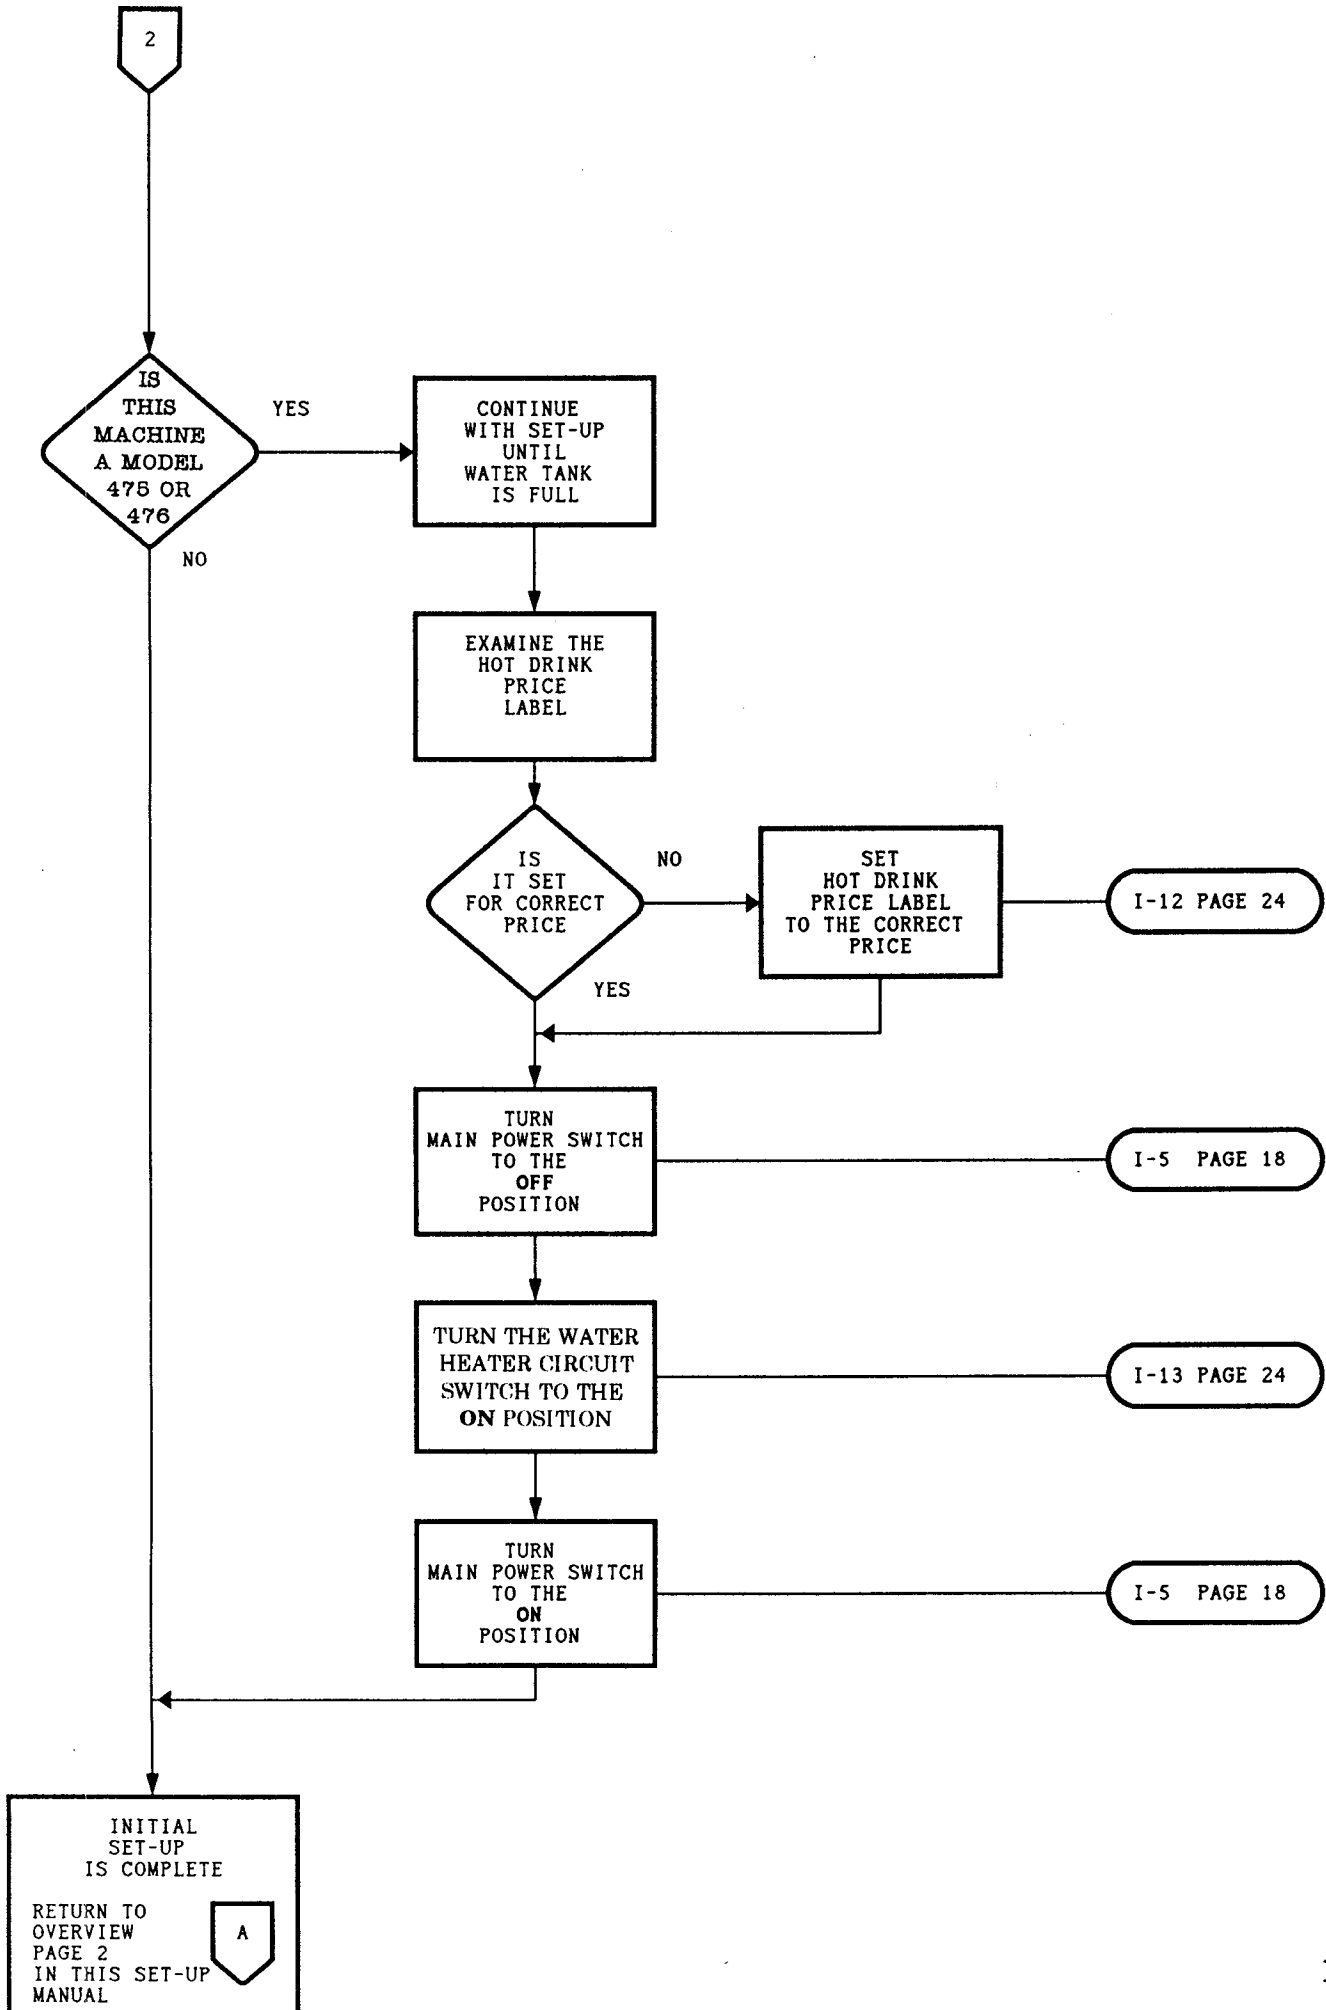 2
IS
THIS
MACHINE
A MODEL
475 OR
476
YES
NO
CONTINUE
WITH SET-UP
UNTIL
WATER TANK
IS FULL
EXAMINE THE
HOT DRINK
PRICE
LABEL
IS
IT SET
FOR CORRECT
PRICE
NO
YES
SET
HOT DRINK
PRICE LABEL
TO THE CORRECT
PRICE
I-12 PAGE 24
TURN
MAIN POWER SWITCH
TO THE
OFF
POSITION
I-5 PAGE 18
TURN THE WATER
HEATER CIRCUIT
SWITCH TO THE
ON POSITION
I-13 PAGE 24
TURN
MAIN POWER SWITCH
TO THE
ON
POSITION
I-5 PAGE 18
INITIAL
SET-UP
IS COMPLETE
RETURN TO
OVERVIEW
PAGE 2
IN THIS SET-UP
MANUAL
A